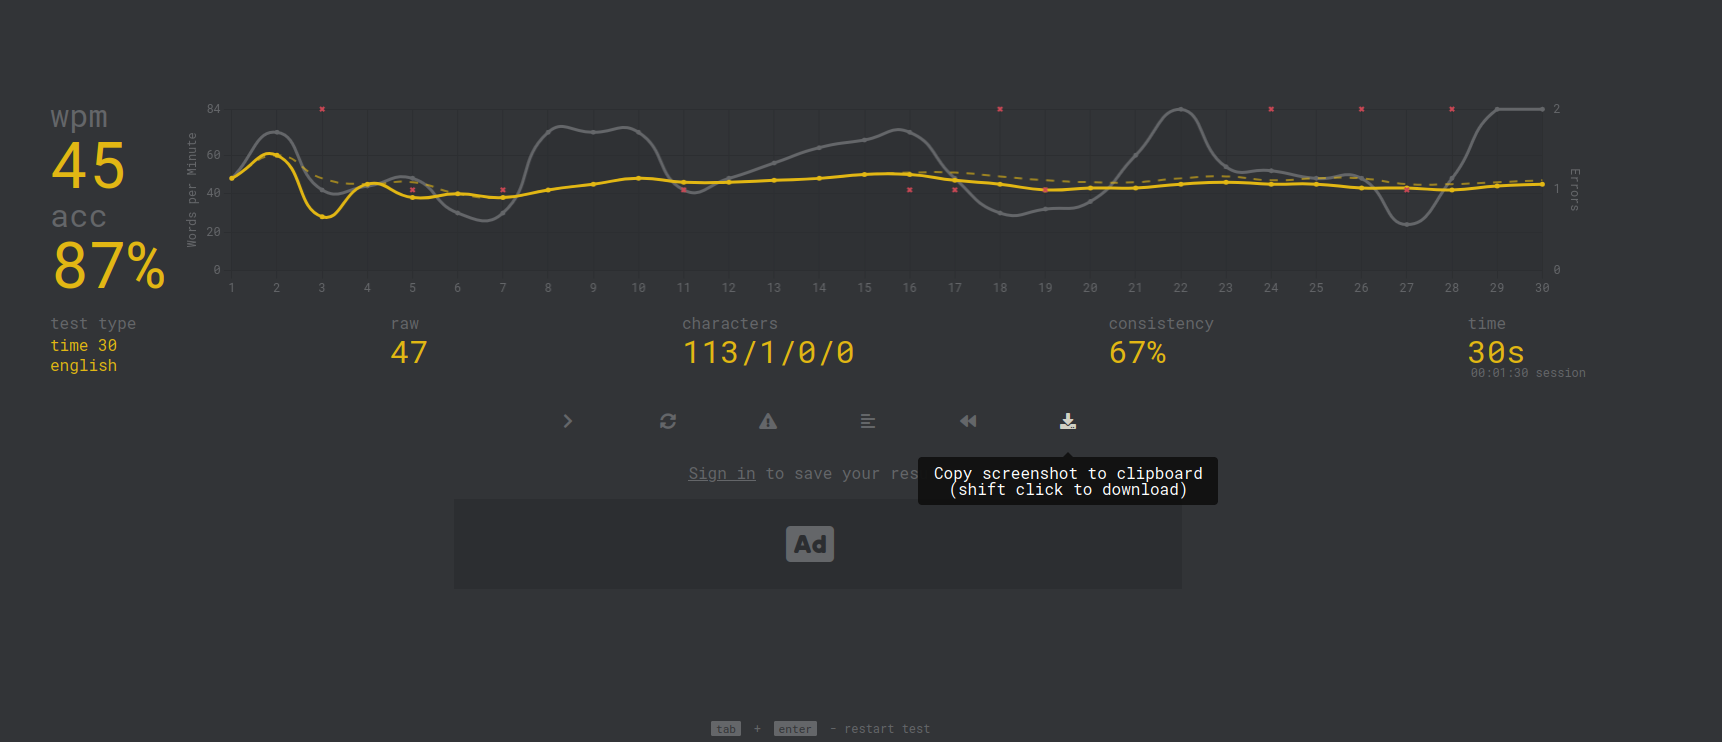 wpm
45
acc
87%
Words per Minute
84
60
40
20
0
2
1
0
Errors
1 2 3 4 5 6 7 8 9 10 11 12 13 14 15 16 17 18 19 20 21 22 23 24 25 26 27 28 29 30
test type
time 30
english
raw
47
characters
113/1/0/0
consistency
67%
time
30s
00:01:30 session
Sign in to save your res
Copy screenshot to clipboard
(shift click to download)
Ad
tab + enter - restart test